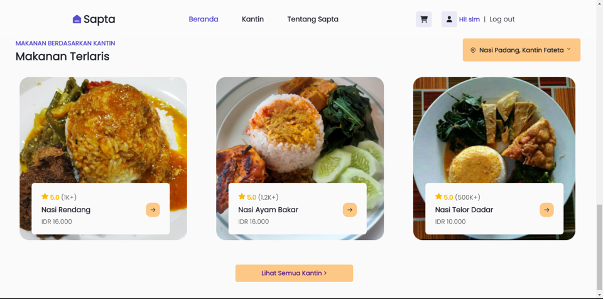 Sapta
Beranda
Kantin
Tentang Sapta
Hi! sim | Log out
MAKANAN BERDASARKAN KANTIN
Makanan Terlaris
Nasi Padang, Kantin Fateta
5.0 (1K+)
Nasi Rendang
IDR 16.000
5.0 (1.2K+)
Nasi Ayam Bakar
IDR 16.000
5.0 (500K+)
Nasi Telor Dadar
IDR 10.000
Lihat Semua Kantin >